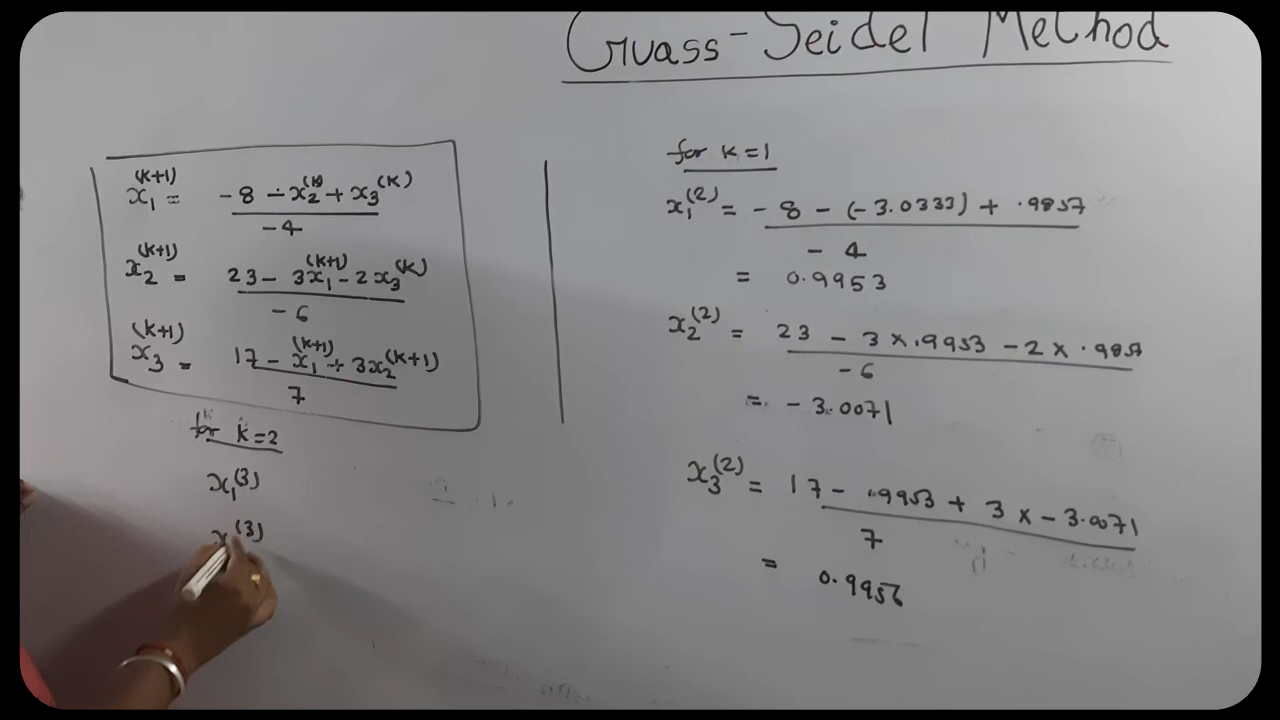 Guass-Seidel Method
x₁^(k+1) = (-8 - x₂^(k) + x₃^(k)) / -4
x₂^(k+1) = (23 - 3x₁^(k+1) - 2x₃^(k)) / -6
x₃^(k+1) = (17 - x₁^(k+1) + 3x₂^(k+1)) / 7
for k=2
x₁^(3)
x^(3)
for k=1
x₁^(2) = (-8 - (-3.0333) + .9857) / -4
= 0.9953
x₂^(2) = (23 - 3 × .9953 - 2 × .9857) / -6
= -3.0071
x₃^(2) = (17 - .9953 + 3 × -3.0071) / 7
= 0.9956